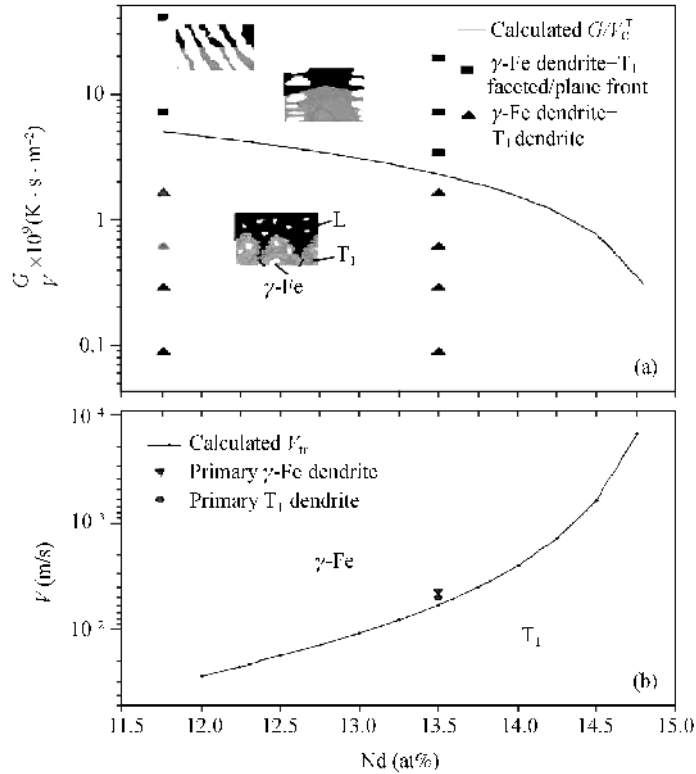 Calculated G/V_C^T
γ-Fe dendrite−T₁
faceted/plane front
γ-Fe dendrite−
T₁ dendrite
10
1
0.1
G/V ×10⁹(K · s · m⁻²)
L
T₁
γ-Fe
(a)
10⁻⁴
10⁻³
10⁻²
V (m/s)
Calculated V_tr
Primary γ-Fe dendrite
Primary T₁ dendrite
γ-Fe
T₁
(b)
11.5 12.0 12.5 13.0 13.5 14.0 14.5 15.0
Nd (at%)